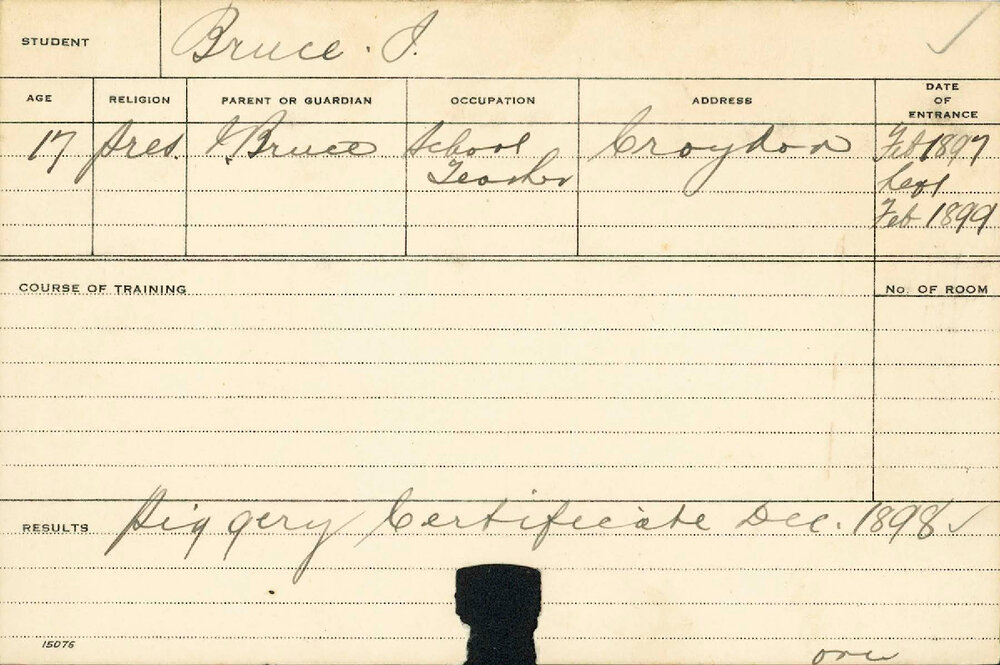 STUDENT Bruce. I.
AGE RELIGION PARENT OR GUARDIAN OCCUPATION ADDRESS DATE OF ENTRANCE
17 Pres. I. Bruce School Teacher Croydon Feb 1897
Left
Feb 1899
COURSE OF TRAINING No. OF ROOM
RESULTS Piggery Certificate Dec. 1898 ✓
15076